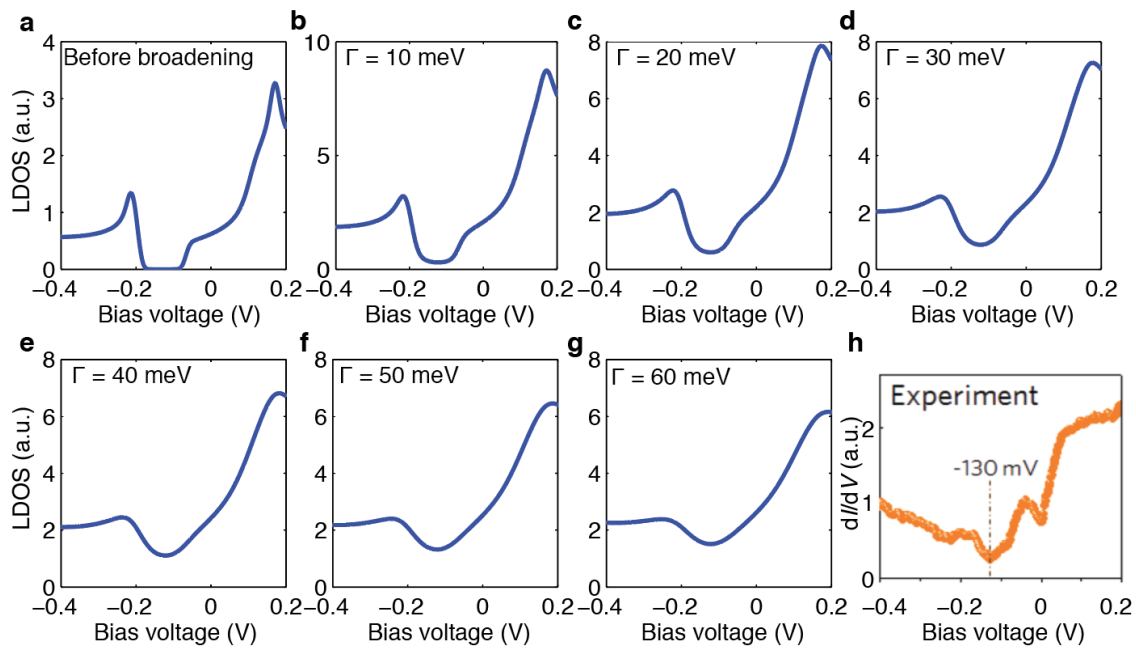 a
Before broadening
4
3
2
1
0
LDOS (a.u.)
−0.4 −0.2 0 0.2
Bias voltage (V)
b
Γ = 10 meV
10
5
0
−0.4 −0.2 0 0.2
Bias voltage (V)
c
Γ = 20 meV
8
6
4
2
0
−0.4 −0.2 0 0.2
Bias voltage (V)
d
Γ = 30 meV
8
6
4
2
0
−0.4 −0.2 0 0.2
Bias voltage (V)
e
Γ = 40 meV
8
6
4
2
0
LDOS (a.u.)
−0.4 −0.2 0 0.2
Bias voltage (V)
f
Γ = 50 meV
8
6
4
2
0
−0.4 −0.2 0 0.2
Bias voltage (V)
g
Γ = 60 meV
8
6
4
2
0
−0.4 −0.2 0 0.2
Bias voltage (V)
h
Experiment
-130 mV
2
1
0
dI/dV (a.u.)
−0.4 −0.2 0 0.2
Bias voltage (V)